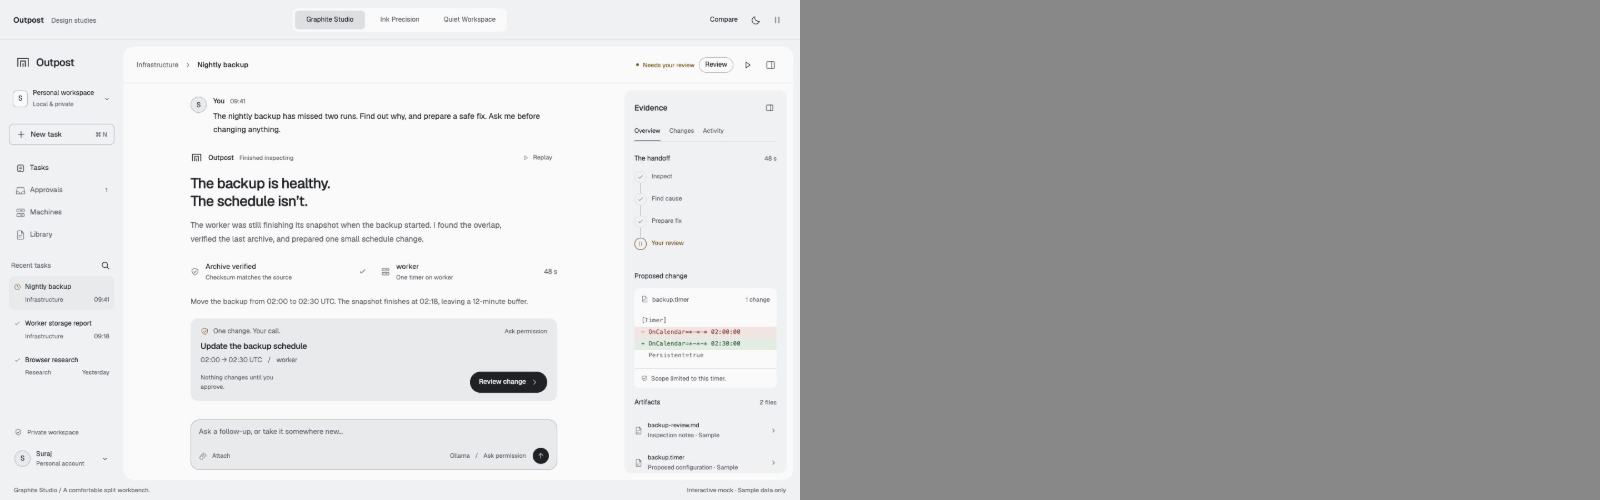 Outpost Design studies
Graphite Studio Ink Precision Quiet Workspace
Compare
Outpost
S Personal workspace
Local & private
+ New task ⌘ N
Tasks
Approvals 1
Machines
Library
Recent tasks
Nightly backup
Infrastructure 09:41
Worker storage report
Infrastructure 09:18
Browser research
Research Yesterday
Private workspace
S Suraj
Personal account
Infrastructure > Nightly backup
Needs your review Review
S You 09:41
The nightly backup has missed two runs. Find out why, and prepare a safe fix. Ask me before
changing anything.
Outpost Finished inspecting Replay
The backup is healthy.
The schedule isn't.
The worker was still finishing its snapshot when the backup started. I found the overlap,
verified the last archive, and prepared one small schedule change.
Archive verified
Checksum matches the source
worker 48 s
One timer on worker
Move the backup from 02:00 to 02:30 UTC. The snapshot finishes at 02:18, leaving a 12-minute buffer.
One change. Your call. Ask permission
Update the backup schedule
02:00 → 02:30 UTC / worker
Nothing changes until you
approve.
Review change >
Ask a follow-up, or take it somewhere new...
Attach Ollama / Ask permission
Evidence
Overview Changes Activity
The handoff 48 s
Inspect
Find cause
Prepare fix
Your review
Proposed change
backup.timer 1 change
[Timer]
- OnCalendar=*-*-* 02:00:00
+ OnCalendar=*-*-* 02:30:00
Persistent=true
Scope limited to this timer.
Artifacts 2 files
backup-review.md
Inspection notes · Sample
backup.timer
Proposed configuration · Sample
Graphite Studio / A comfortable split workbench.
Interactive mock · Sample data only